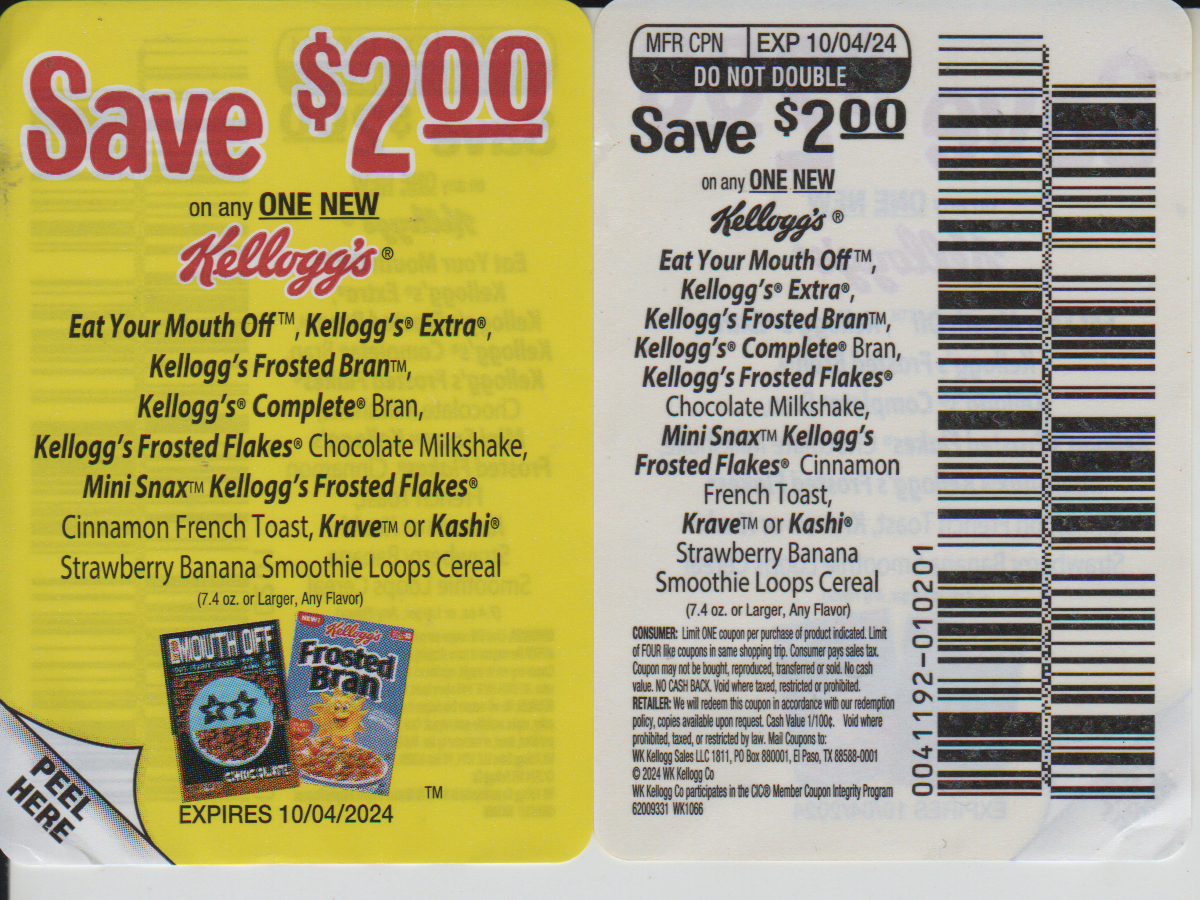 Save $2.00
on any ONE NEW
Kellogg's®
Eat Your Mouth Off™, Kellogg's® Extra®,
Kellogg's Frosted Bran™,
Kellogg's® Complete® Bran,
Kellogg's Frosted Flakes® Chocolate Milkshake,
Mini Snax™ Kellogg's Frosted Flakes®
Cinnamon French Toast, Krave™ or Kashi®
Strawberry Banana Smoothie Loops Cereal
(7.4 oz. or Larger, Any Flavor)
MOUTH OFF
CHOCOLATE
NEW!
Kellogg's
Frosted
Bran
™
EXPIRES 10/04/2024
PEEL
HERE
MFR CPN EXP 10/04/24
DO NOT DOUBLE
Save $2.00
on any ONE NEW
Kellogg's®
Eat Your Mouth Off™,
Kellogg's® Extra®,
Kellogg's Frosted Bran™,
Kellogg's® Complete® Bran,
Kellogg's Frosted Flakes®
Chocolate Milkshake,
Mini Snax™ Kellogg's
Frosted Flakes® Cinnamon
French Toast,
Krave™ or Kashi®
Strawberry Banana
Smoothie Loops Cereal
(7.4 oz. or Larger, Any Flavor)
CONSUMER: Limit ONE coupon per purchase of product indicated. Limit
of FOUR like coupons in same shopping trip. Consumer pays sales tax.
Coupon may not be bought, reproduced, transferred or sold. No cash
value. NO CASH BACK. Void where taxed, restricted or prohibited.
RETAILER: We will redeem this coupon in accordance with our redemption
policy, copies available upon request. Cash Value 1/100¢. Void where
prohibited, taxed, or restricted by law. Mail Coupons to:
WK Kellogg Sales LLC 1811, PO Box 880001, El Paso, TX 88588-0001
© 2024 WK Kellogg Co
WK Kellogg Co participates in the CIC® Member Coupon Integrity Program
62009331 WK1066
0041192-010201